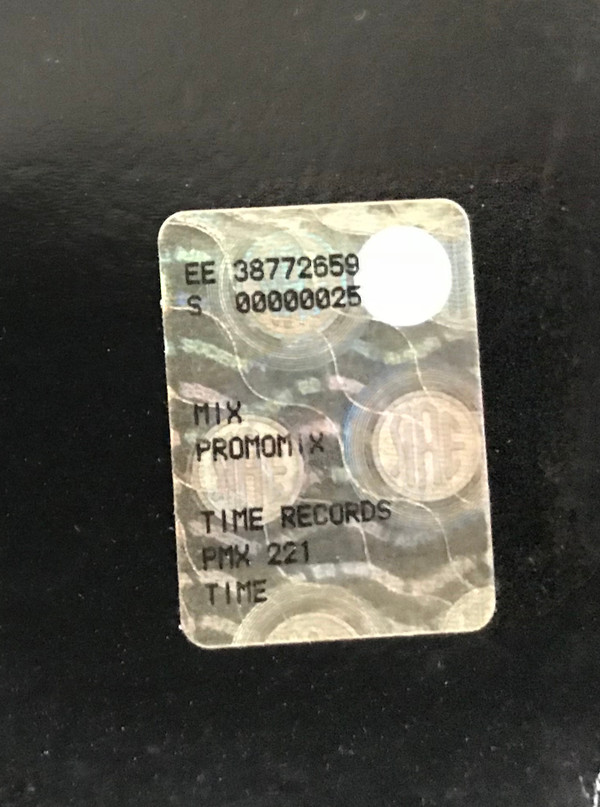 EE 38772659
S 00000025
MIX
PROMOMIX
TIME RECORDS
PMX 221
TIME